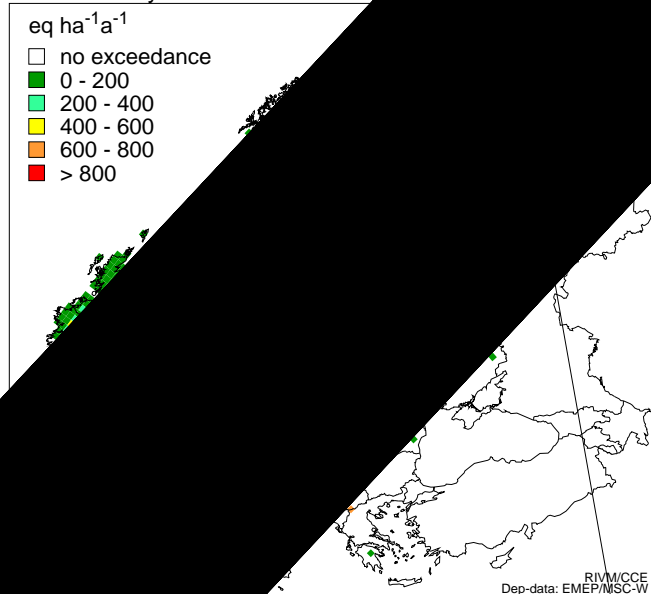 eq ha⁻¹a⁻¹
no exceedance
0 - 200
200 - 400
400 - 600
600 - 800
> 800
RIVM/CCE
Dep-data: EMEP/MSC-W